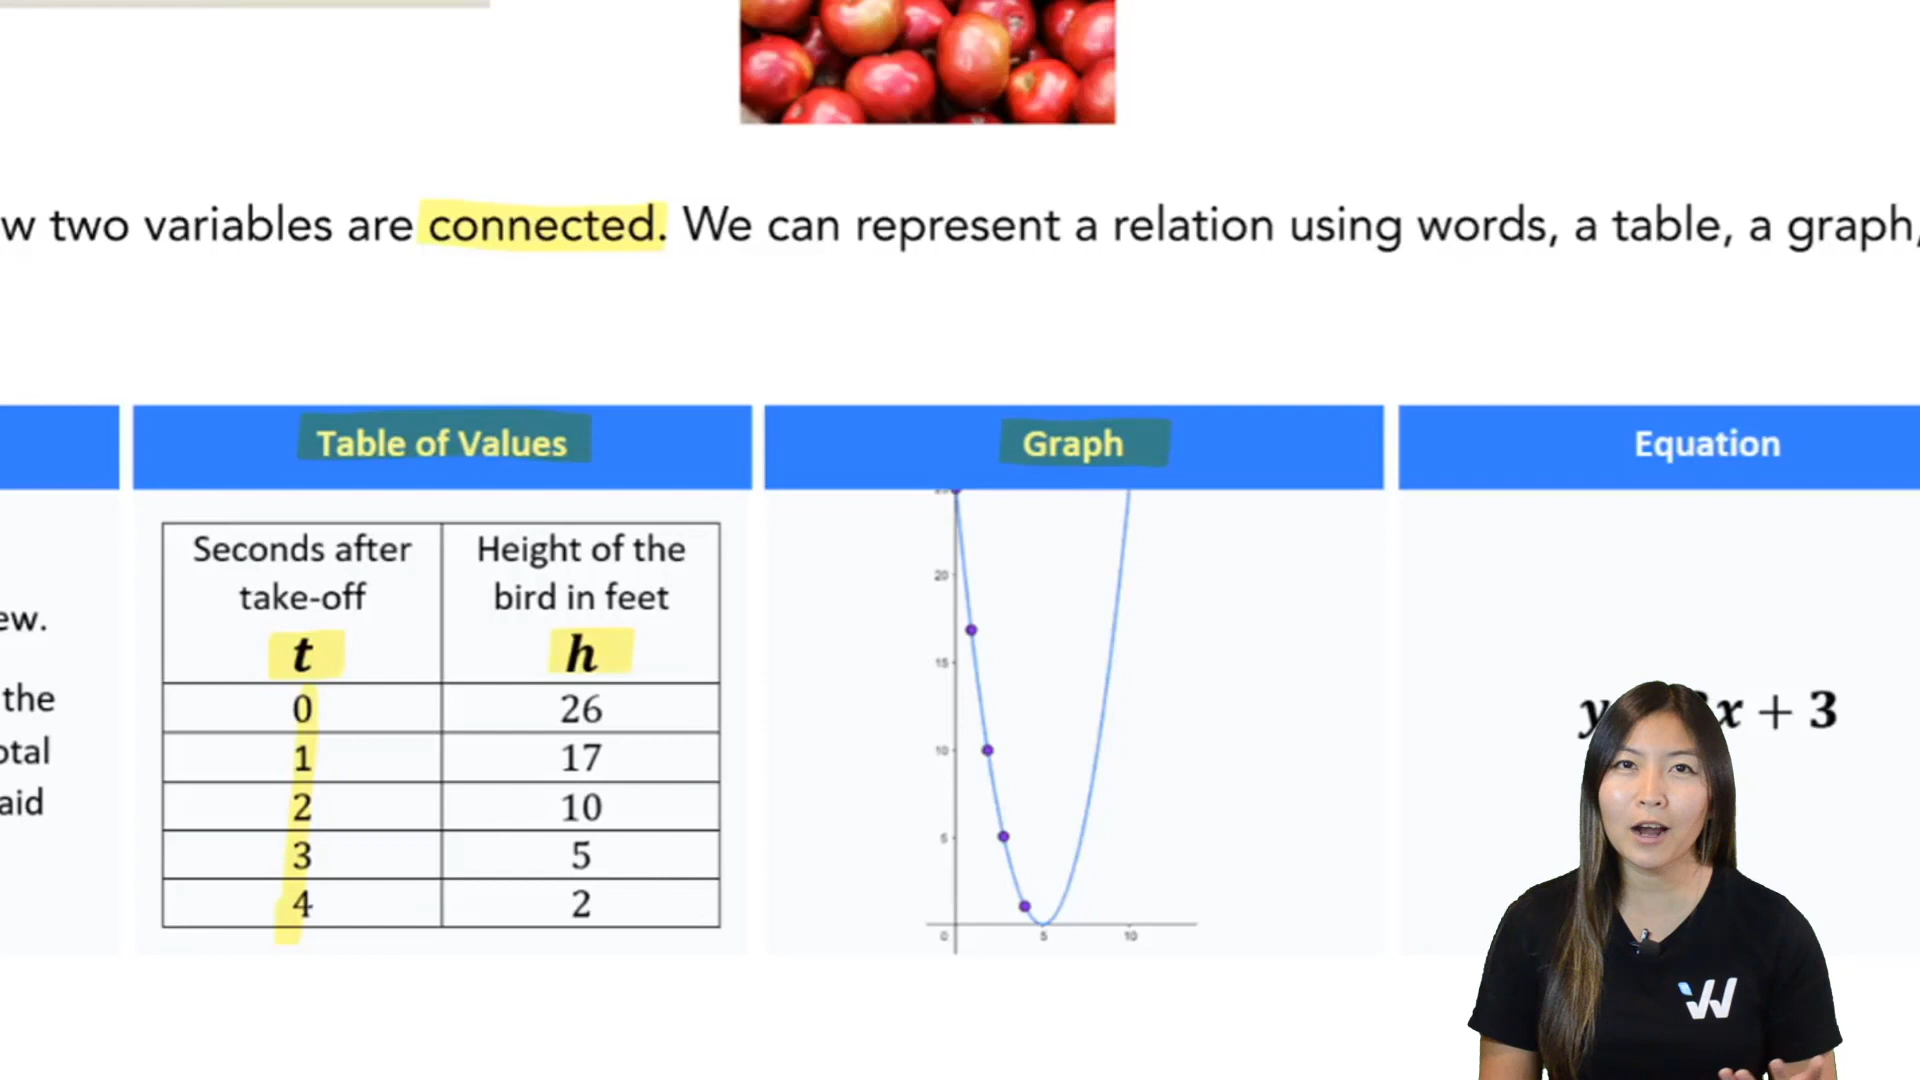 w two variables are connected. We can represent a relation using words, a table, a graph,
ew.
the
otal
aid
Table of Values
Seconds after take-off t
Height of the bird in feet h
0 26
1 17
2 10
3 5
4 2
Graph
20
15
10
5
0 5 10
Equation
x + 3
W